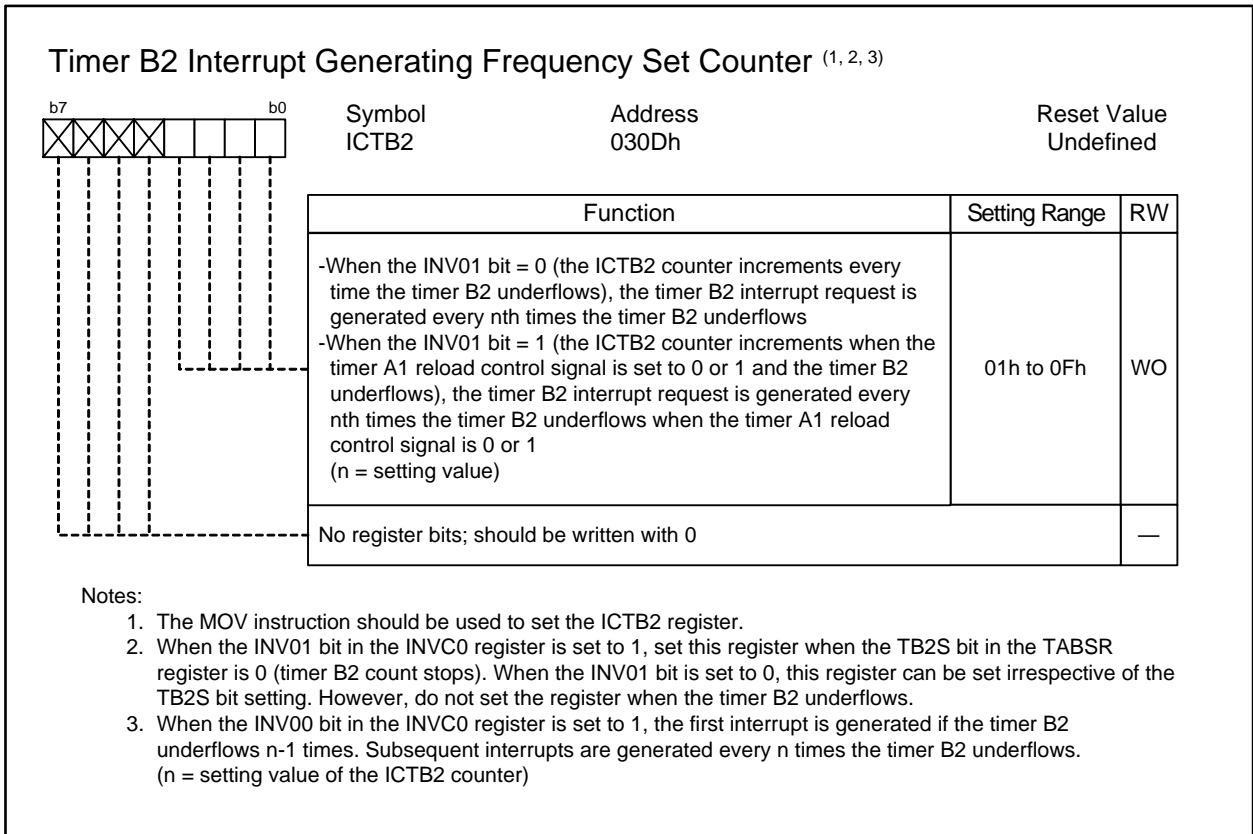 Timer B2 Interrupt Generating Frequency Set Counter (1, 2, 3)
b7 b0
Symbol Address Reset Value
ICTB2 030Dh Undefined
Function Setting Range RW
-When the INV01 bit = 0 (the ICTB2 counter increments every
time the timer B2 underflows), the timer B2 interrupt request is
generated every nth times the timer B2 underflows
-When the INV01 bit = 1 (the ICTB2 counter increments when the
timer A1 reload control signal is set to 0 or 1 and the timer B2
underflows), the timer B2 interrupt request is generated every
nth times the timer B2 underflows when the timer A1 reload
control signal is 0 or 1
(n = setting value)
01h to 0Fh WO
No register bits; should be written with 0 —
Notes:
1. The MOV instruction should be used to set the ICTB2 register.
2. When the INV01 bit in the INVC0 register is set to 1, set this register when the TB2S bit in the TABSR
register is 0 (timer B2 count stops). When the INV01 bit is set to 0, this register can be set irrespective of the
TB2S bit setting. However, do not set the register when the timer B2 underflows.
3. When the INV00 bit in the INVC0 register is set to 1, the first interrupt is generated if the timer B2
underflows n-1 times. Subsequent interrupts are generated every n times the timer B2 underflows.
(n = setting value of the ICTB2 counter)